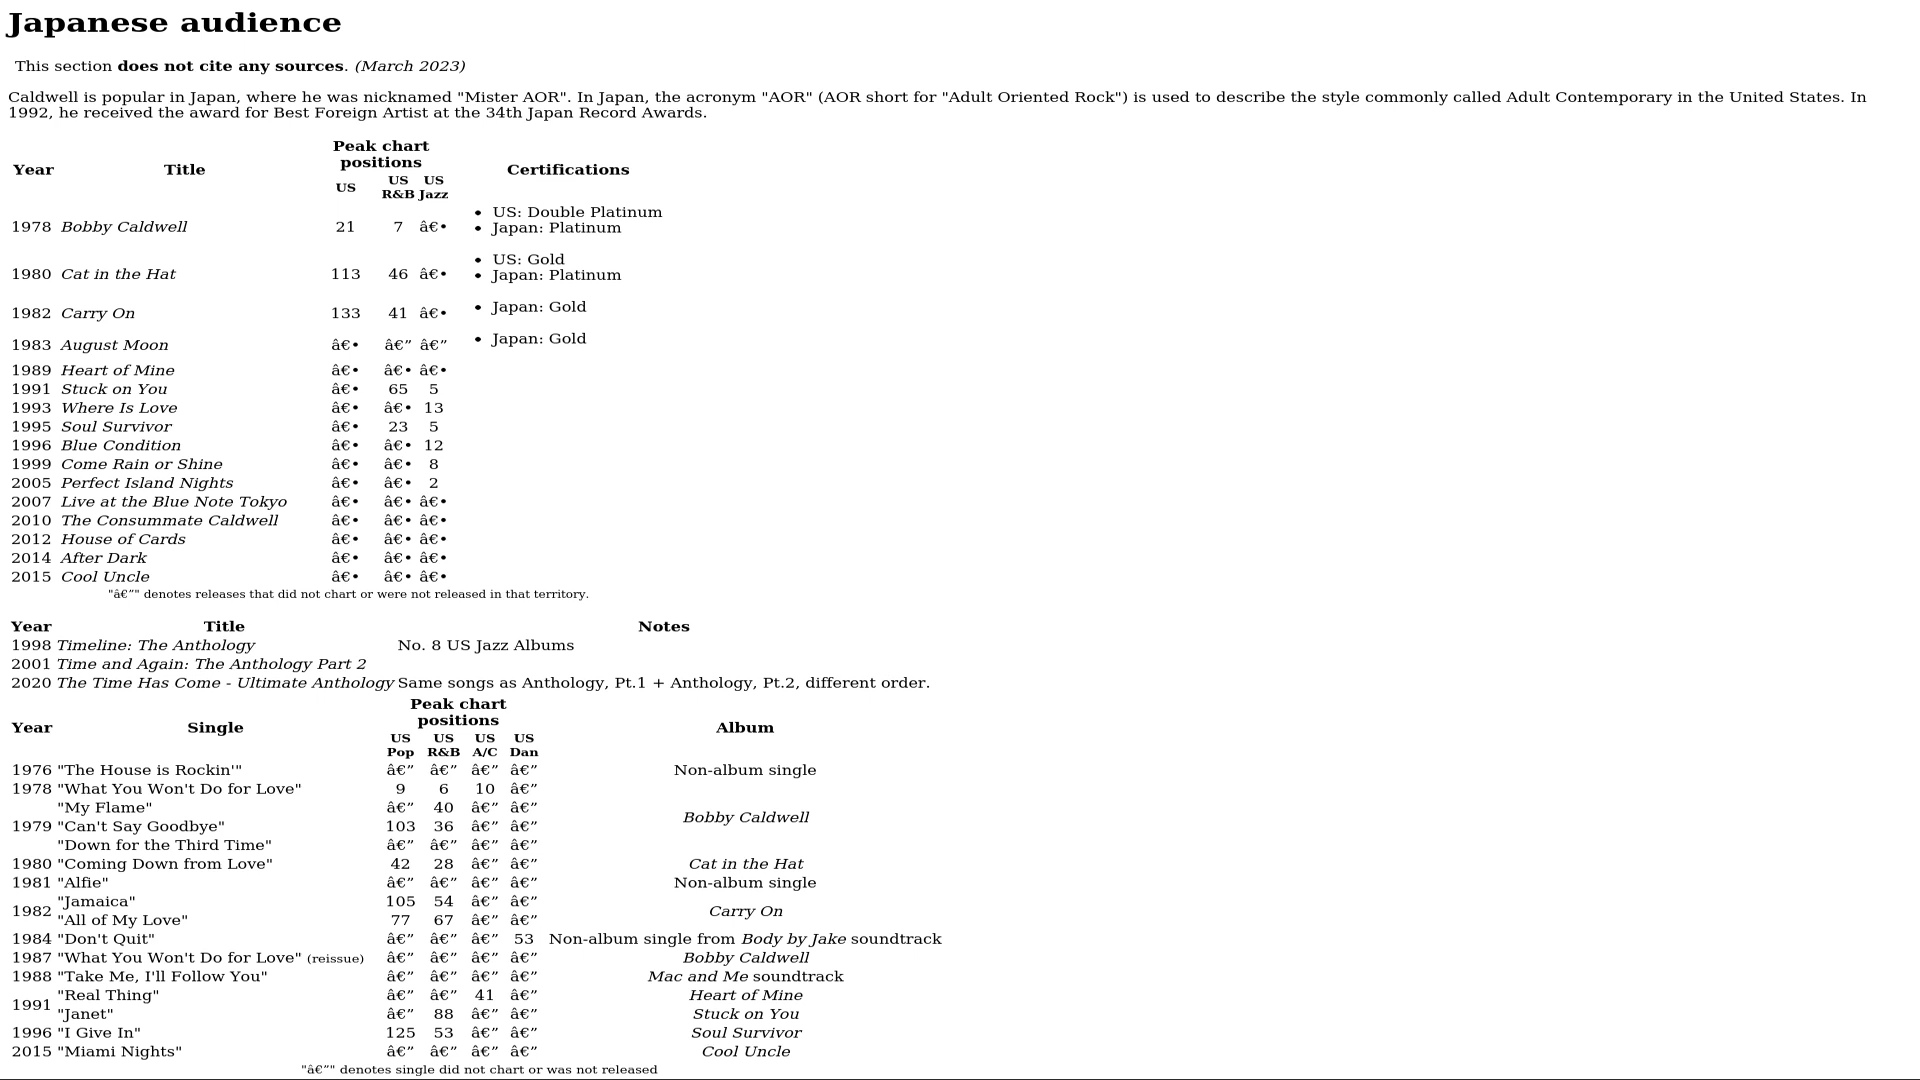 Japanese audience
This section does not cite any sources. (March 2023)
Caldwell is popular in Japan, where he was nicknamed "Mister AOR". In Japan, the acronym "AOR" (AOR short for "Adult Oriented Rock") is used to describe the style commonly called Adult Contemporary in the United States. In
1992, he received the award for Best Foreign Artist at the 34th Japan Record Awards.
Year Title Peak chart positions Certifications
US US R&B US Jazz
1978 Bobby Caldwell 21 7 â€• • US: Double Platinum
• Japan: Platinum
1980 Cat in the Hat 113 46 â€• • US: Gold
• Japan: Platinum
1982 Carry On 133 41 â€• • Japan: Gold
1983 August Moon â€• â€” â€” • Japan: Gold
1989 Heart of Mine â€• â€• â€•
1991 Stuck on You â€• 65 5
1993 Where Is Love â€• â€• 13
1995 Soul Survivor â€• 23 5
1996 Blue Condition â€• â€• 12
1999 Come Rain or Shine â€• â€• 8
2005 Perfect Island Nights â€• â€• 2
2007 Live at the Blue Note Tokyo â€• â€• â€•
2010 The Consummate Caldwell â€• â€• â€•
2012 House of Cards â€• â€• â€•
2014 After Dark â€• â€• â€•
2015 Cool Uncle â€• â€• â€•
"â€”" denotes releases that did not chart or were not released in that territory.
Year Title Notes
1998 Timeline: The Anthology No. 8 US Jazz Albums
2001 Time and Again: The Anthology Part 2
2020 The Time Has Come - Ultimate Anthology Same songs as Anthology, Pt.1 + Anthology, Pt.2, different order.
Year Single Peak chart positions Album
US Pop US R&B US A/C US Dan
1976 "The House is Rockin'" â€” â€” â€” â€” Non-album single
1978 "What You Won't Do for Love" 9 6 10 â€”
"My Flame" â€” 40 â€” â€” Bobby Caldwell
1979 "Can't Say Goodbye" 103 36 â€” â€”
"Down for the Third Time" â€” â€” â€” â€”
1980 "Coming Down from Love" 42 28 â€” â€” Cat in the Hat
1981 "Alfie" â€” â€” â€” â€” Non-album single
1982 "Jamaica" 105 54 â€” â€” Carry On
"All of My Love" 77 67 â€” â€”
1984 "Don't Quit" â€” â€” â€” 53 Non-album single from Body by Jake soundtrack
1987 "What You Won't Do for Love" (reissue) â€” â€” â€” â€” Bobby Caldwell
1988 "Take Me, I'll Follow You" â€” â€” â€” â€” Mac and Me soundtrack
1991 "Real Thing" â€” â€” 41 â€” Heart of Mine
"Janet" â€” 88 â€” â€” Stuck on You
1996 "I Give In" 125 53 â€” â€” Soul Survivor
2015 "Miami Nights" â€” â€” â€” â€” Cool Uncle
"â€”" denotes single did not chart or was not released